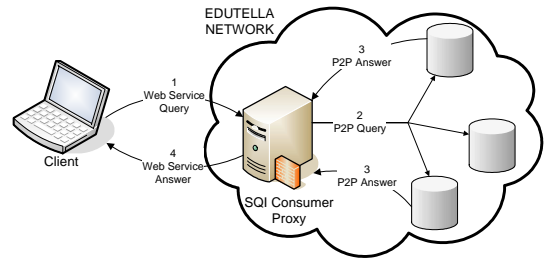 EDUTELLA
NETWORK
3
P2P Answer
1
Web Service
Query
2
P2P Query
Client
4
Web Service
Answer
3
P2P Answer
SQI Consumer
Proxy